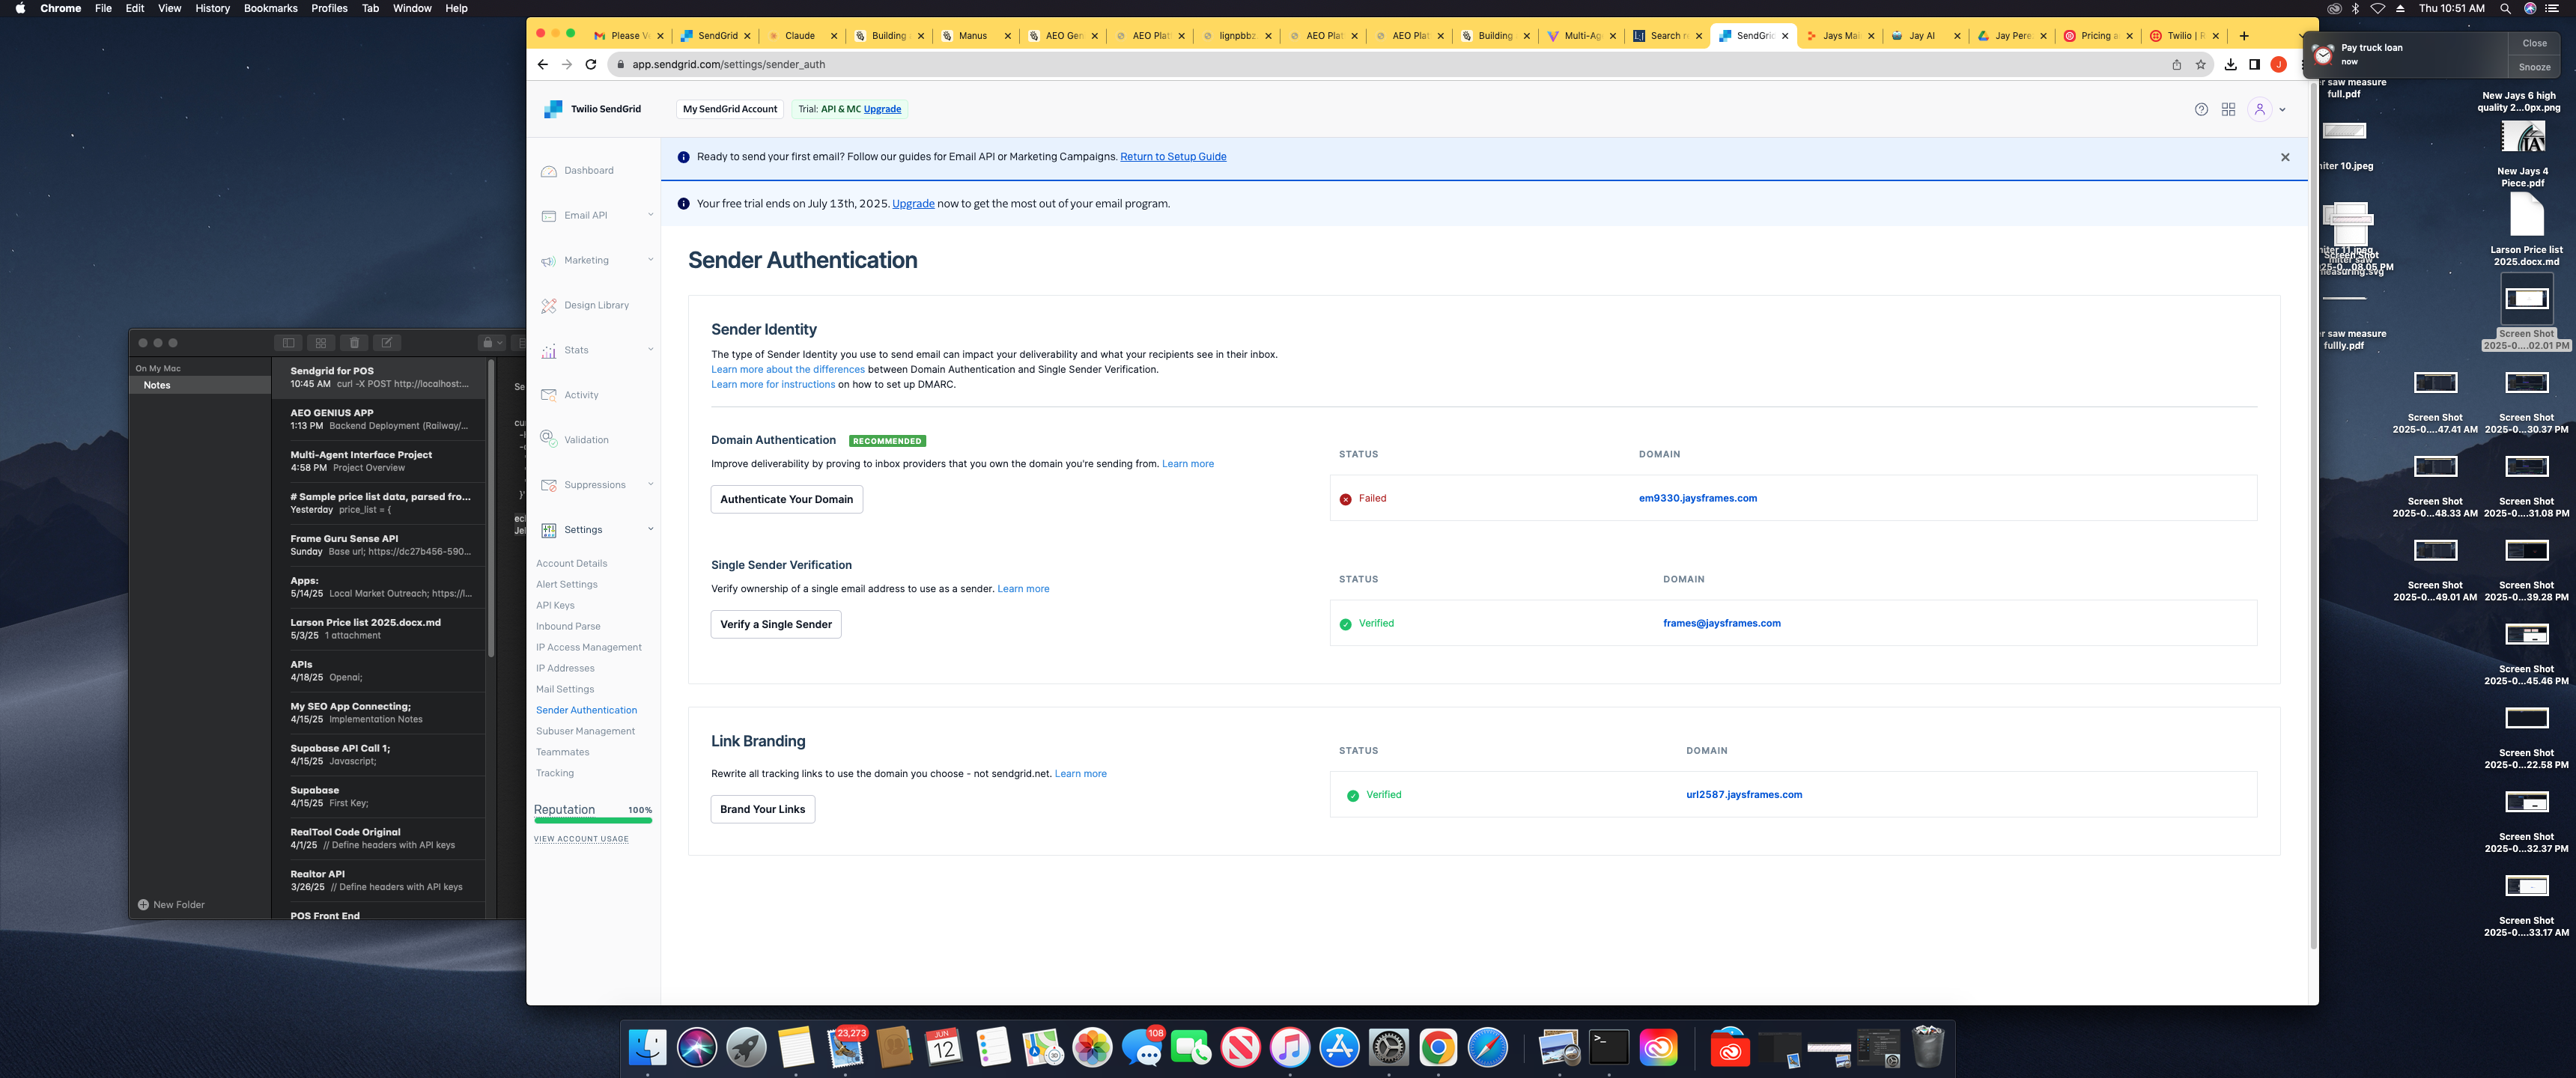 Chrome File Edit View History Bookmarks Profiles Tab Window Help
Thu 10:51 AM
Please V
SendGrid
Claude
Building
Manus
AEO Gen
AEO Plat
lignpbbz
AEO Plat
AEO Plat
Building
Multi-Ag
Search r
SendGri
Jays Mai
Jay AI
Jay Pere
Pricing a
Twilio | R
app.sendgrid.com/settings/sender_auth
J
Pay truck loan
now
Close
Snooze
Twilio SendGrid
My SendGrid Account
Trial: API & MC Upgrade
Dashboard
Email API
Marketing
Design Library
Stats
Activity
Validation
Suppressions
Settings
Account Details
Alert Settings
API Keys
Inbound Parse
IP Access Management
IP Addresses
Mail Settings
Sender Authentication
Subuser Management
Teammates
Tracking
Reputation 100%
VIEW ACCOUNT USAGE
Ready to send your first email? Follow our guides for Email API or Marketing Campaigns. Return to Setup Guide
Your free trial ends on July 13th, 2025. Upgrade now to get the most out of your email program.
Sender Authentication
Sender Identity
The type of Sender Identity you use to send email can impact your deliverability and what your recipients see in their inbox.
Learn more about the differences between Domain Authentication and Single Sender Verification.
Learn more for instructions on how to set up DMARC.
Domain Authentication RECOMMENDED
Improve deliverability by proving to inbox providers that you own the domain you're sending from. Learn more
Authenticate Your Domain
STATUS DOMAIN
Failed em9330.jaysframes.com
Single Sender Verification
Verify ownership of a single email address to use as a sender. Learn more
Verify a Single Sender
STATUS DOMAIN
Verified frames@jaysframes.com
Link Branding
Rewrite all tracking links to use the domain you choose - not sendgrid.net. Learn more
Brand Your Links
STATUS DOMAIN
Verified url2587.jaysframes.com
On My Mac
Notes
New Folder
Sendgrid for POS
10:45 AM curl -X POST http://localhost:...
AEO GENIUS APP
1:13 PM Backend Deployment (Railway/...
Multi-Agent Interface Project
4:58 PM Project Overview
# Sample price list data, parsed fro...
Yesterday price_list = {
Frame Guru Sense API
Sunday Base url; https://dc27b456-590...
Apps:
5/14/25 Local Market Outreach; https://l...
Larson Price list 2025.docx.md
5/3/25 1 attachment
APIs
4/18/25 Openai;
My SEO App Connecting;
4/15/25 Implementation Notes
Supabase API Call 1;
4/15/25 Javascript;
Supabase
4/15/25 First Key;
RealTool Code Original
4/1/25 // Define headers with API keys
Realtor API
3/26/25 // Define headers with API keys
POS Front End
er saw measure
full.pdf
New Jays 6 high
quality 2...0px.png
niter 10.jpeg
New Jays 4
Piece.pdf
Larson Price list
2025.docx.md
Screen Shot
2025-0....02.01 PM
r saw measure
fullly.pdf
Screen Shot
2025-0....47.41 AM
Screen Shot
2025-0...30.37 PM
Screen Shot
2025-0...48.33 AM
Screen Shot
2025-0....31.08 PM
Screen Shot
2025-0...49.01 AM
Screen Shot
2025-0...39.28 PM
Screen Shot
2025-0...45.46 PM
Screen Shot
2025-0...22.58 PM
Screen Shot
2025-0...32.37 PM
Screen Shot
2025-0....33.17 AM
23,273
JUN
12
108